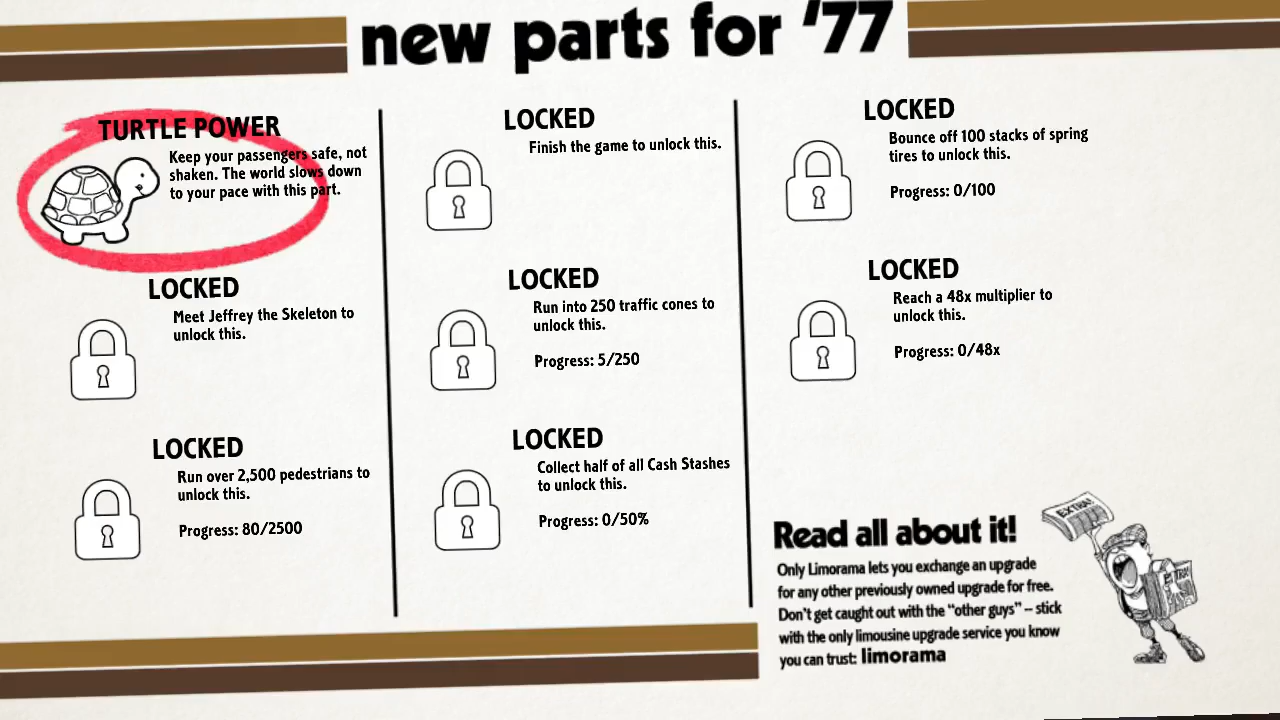 new parts for '77
TURTLE POWER
Keep your passengers safe, not
shaken. The world slows down
to your pace with this part.
LOCKED
Meet Jeffrey the Skeleton to
unlock this.
LOCKED
Run over 2,500 pedestrians to
unlock this.
Progress: 80/2500
LOCKED
Finish the game to unlock this.
LOCKED
Run into 250 traffic cones to
unlock this.
Progress: 5/250
LOCKED
Collect half of all Cash Stashes
to unlock this.
Progress: 0/50%
LOCKED
Bounce off 100 stacks of spring
tires to unlock this.
Progress: 0/100
LOCKED
Reach a 48x multiplier to
unlock this.
Progress: 0/48x
Read all about it!
Only Limorama lets you exchange an upgrade
for any other previously owned upgrade for free.
Don't get caught out with the "other guys" – stick
with the only limousine upgrade service you know
you can trust: limorama
EXTRA!
EXTRA